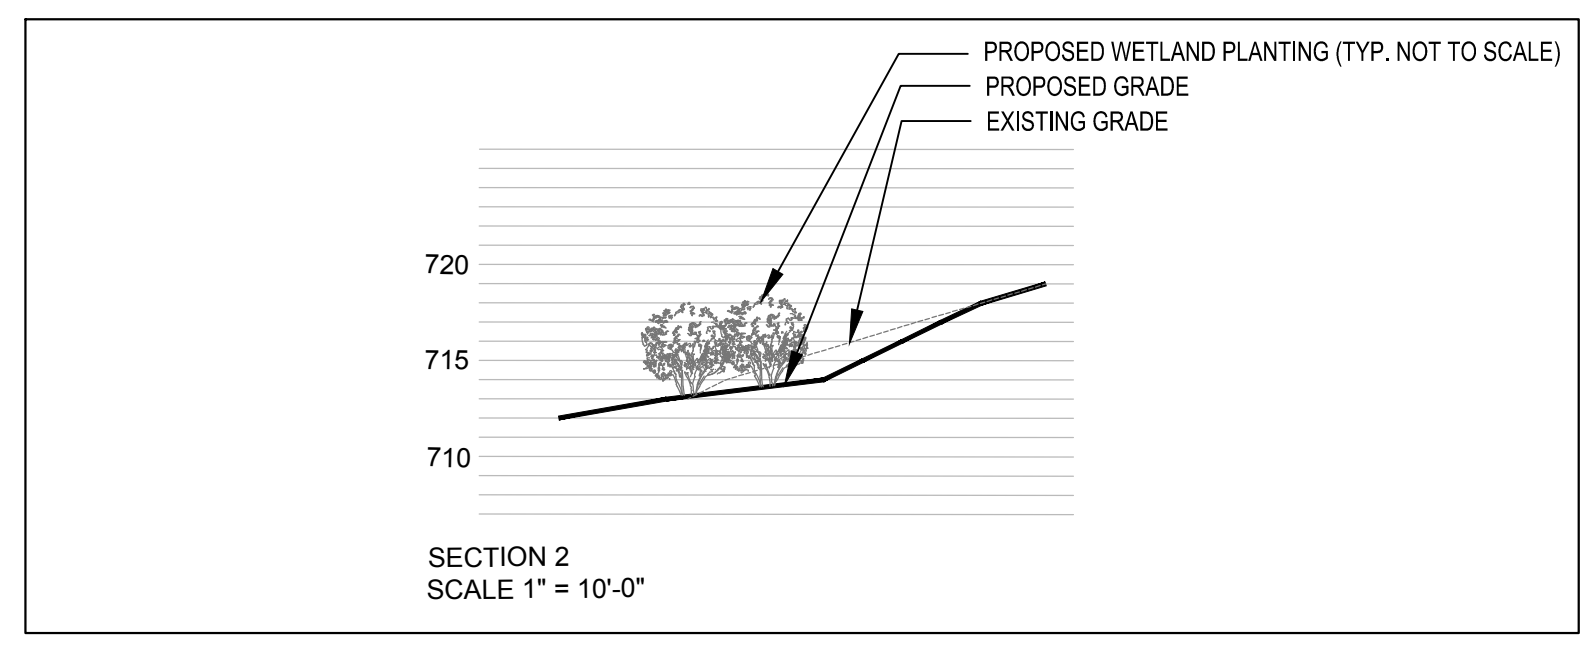 PROPOSED WETLAND PLANTING (TYP. NOT TO SCALE)
PROPOSED GRADE
EXISTING GRADE
720
715
710
SECTION 2
SCALE 1" = 10'-0"